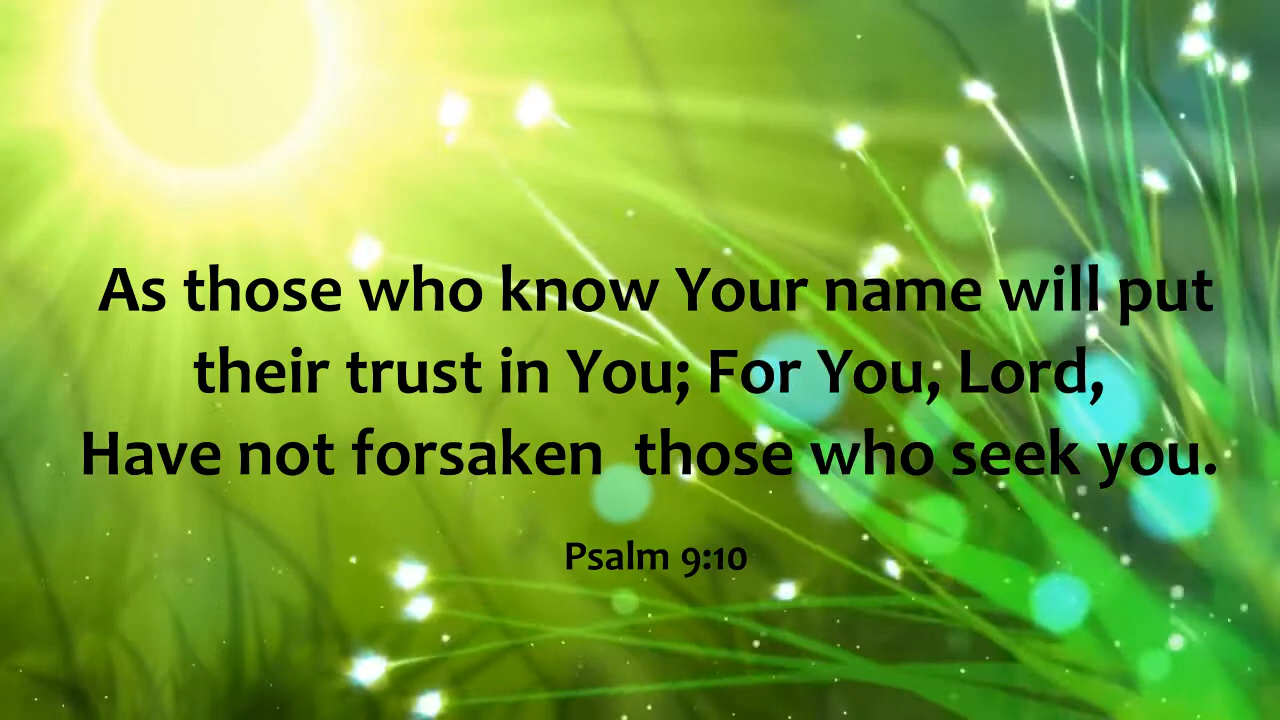 As those who know Your name will put
their trust in You; For You, Lord,
Have not forsaken  those who seek you.
Psalm 9:10